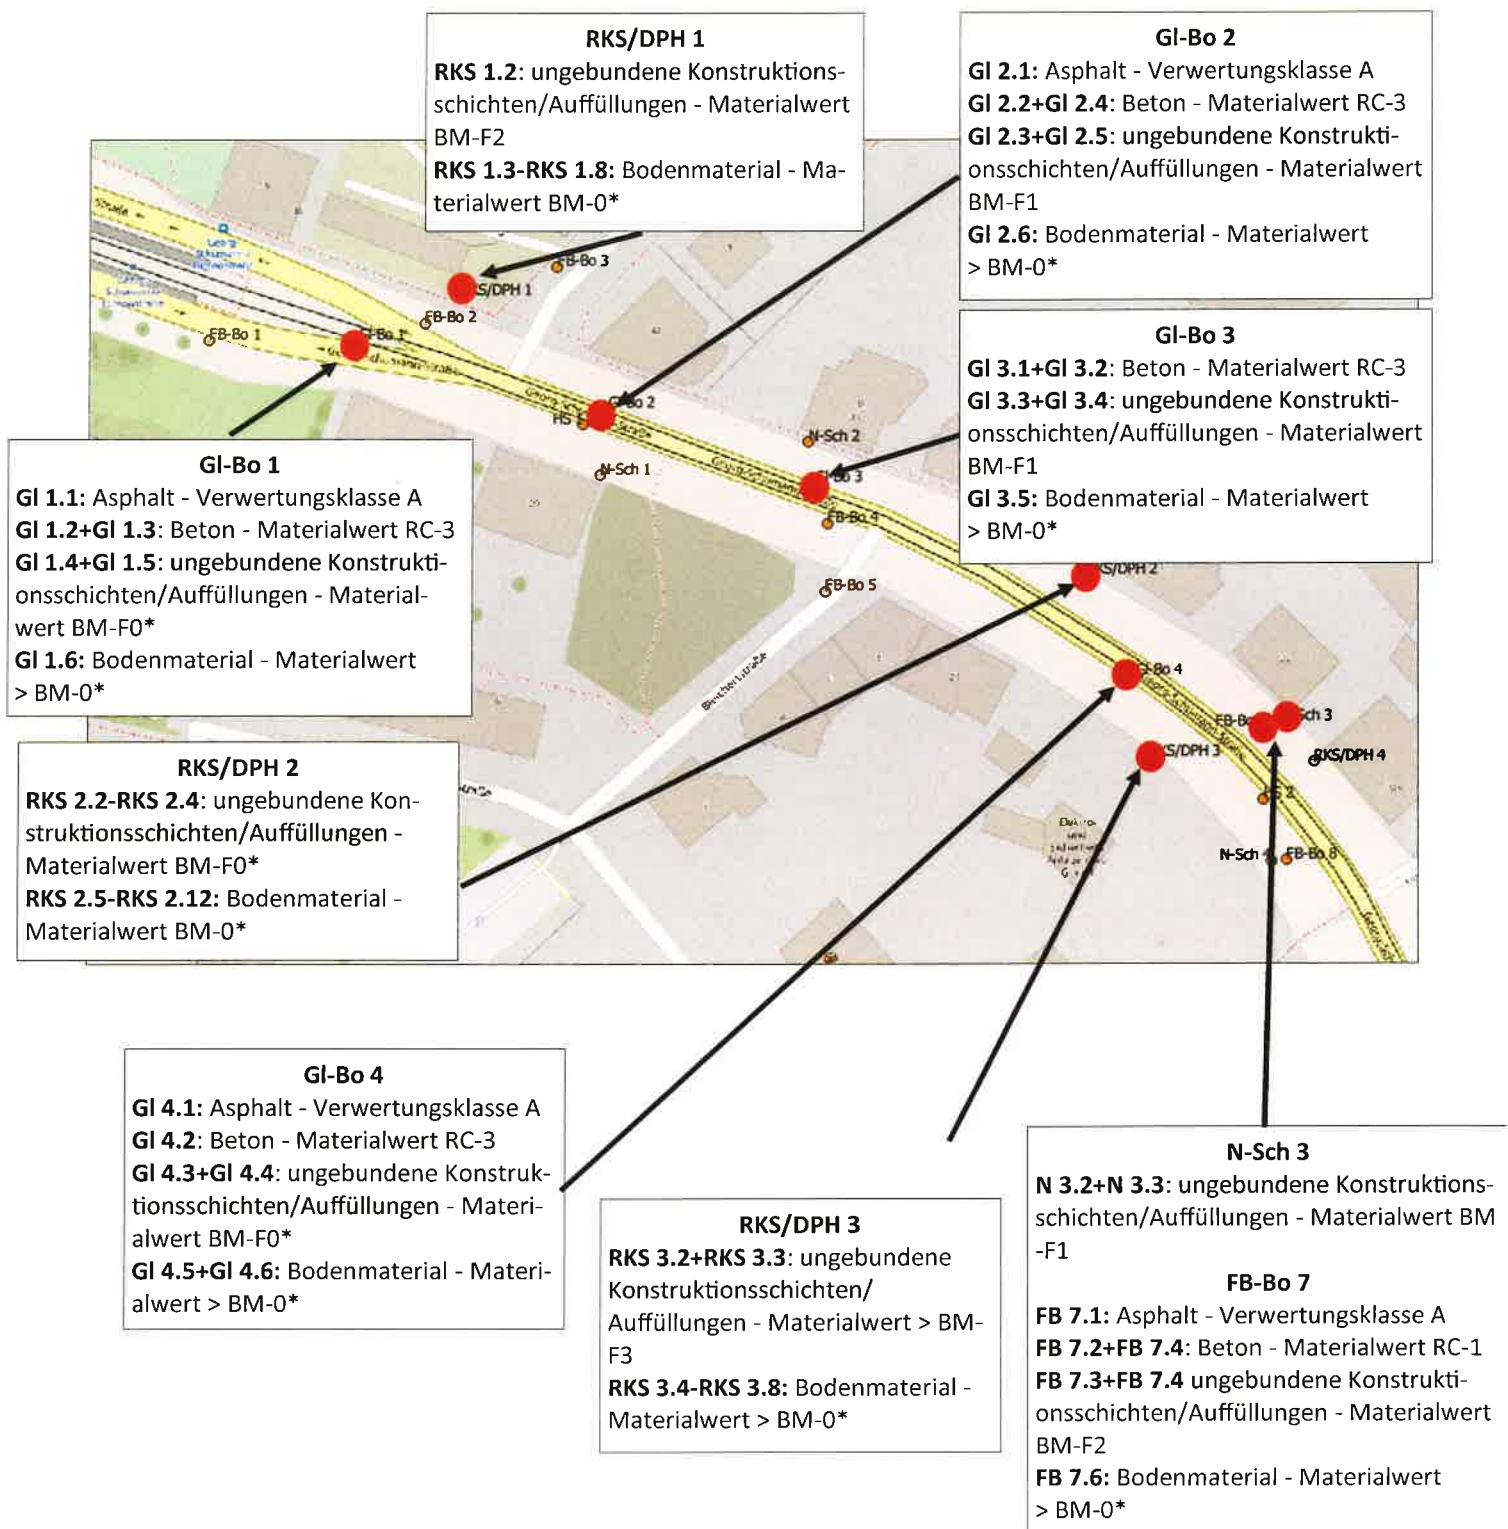 RKS/DPH 1
RKS 1.2: ungebundene Konstruktions-
schichten/Auffüllungen - Materialwert
BM-F2
RKS 1.3-RKS 1.8: Bodenmaterial - Ma-
terialwert BM-0*
Gl-Bo 2
Gl 2.1: Asphalt - Verwertungsklasse A
Gl 2.2+Gl 2.4: Beton - Materialwert RC-3
Gl 2.3+Gl 2.5: ungebundene Konstrukti-
onsschichten/Auffüllungen - Materialwert
BM-F1
Gl 2.6: Bodenmaterial - Materialwert
> BM-0*
Straße
FB-Bo 3
KS/DPH 1
FB-Bo 2
FB-Bo 1
Gl-Bo 1
Gl-Bo 2
HS 1
Straße
N-Sch 2
N-Sch 1
Gl-Bo 3
FB-Bo 4
FB-Bo 5
Gl-Bo 3
Gl 3.1+Gl 3.2: Beton - Materialwert RC-3
Gl 3.3+Gl 3.4: ungebundene Konstrukti-
onsschichten/Auffüllungen - Materialwert
BM-F1
Gl 3.5: Bodenmaterial - Materialwert
> BM-0*
Gl-Bo 1
Gl 1.1: Asphalt - Verwertungsklasse A
Gl 1.2+Gl 1.3: Beton - Materialwert RC-3
Gl 1.4+Gl 1.5: ungebundene Konstrukti-
onsschichten/Auffüllungen - Material-
wert BM-F0*
Gl 1.6: Bodenmaterial - Materialwert
> BM-0*
KS/DPH 2
Gl-Bo 4
Blücherstraße
FB-Bo
Sch 3
KS/DPH 3
RKS/DPH 4
HS 2
N-Sch 4
FB-Bo 8
RKS/DPH 2
RKS 2.2-RKS 2.4: ungebundene Kon-
struktionsschichten/Auffüllungen -
Materialwert BM-F0*
RKS 2.5-RKS 2.12: Bodenmaterial -
Materialwert BM-0*
Gl-Bo 4
Gl 4.1: Asphalt - Verwertungsklasse A
Gl 4.2: Beton - Materialwert RC-3
Gl 4.3+Gl 4.4: ungebundene Konstruk-
tionsschichten/Auffüllungen - Materi-
alwert BM-F0*
Gl 4.5+Gl 4.6: Bodenmaterial - Materi-
alwert > BM-0*
RKS/DPH 3
RKS 3.2+RKS 3.3: ungebundene
Konstruktionsschichten/
Auffüllungen - Materialwert > BM-
F3
RKS 3.4-RKS 3.8: Bodenmaterial -
Materialwert > BM-0*
N-Sch 3
N 3.2+N 3.3: ungebundene Konstruktions-
schichten/Auffüllungen - Materialwert BM
-F1
FB-Bo 7
FB 7.1: Asphalt - Verwertungsklasse A
FB 7.2+FB 7.4: Beton - Materialwert RC-1
FB 7.3+FB 7.4 ungebundene Konstrukti-
onsschichten/Auffüllungen - Materialwert
BM-F2
FB 7.6: Bodenmaterial - Materialwert
> BM-0*